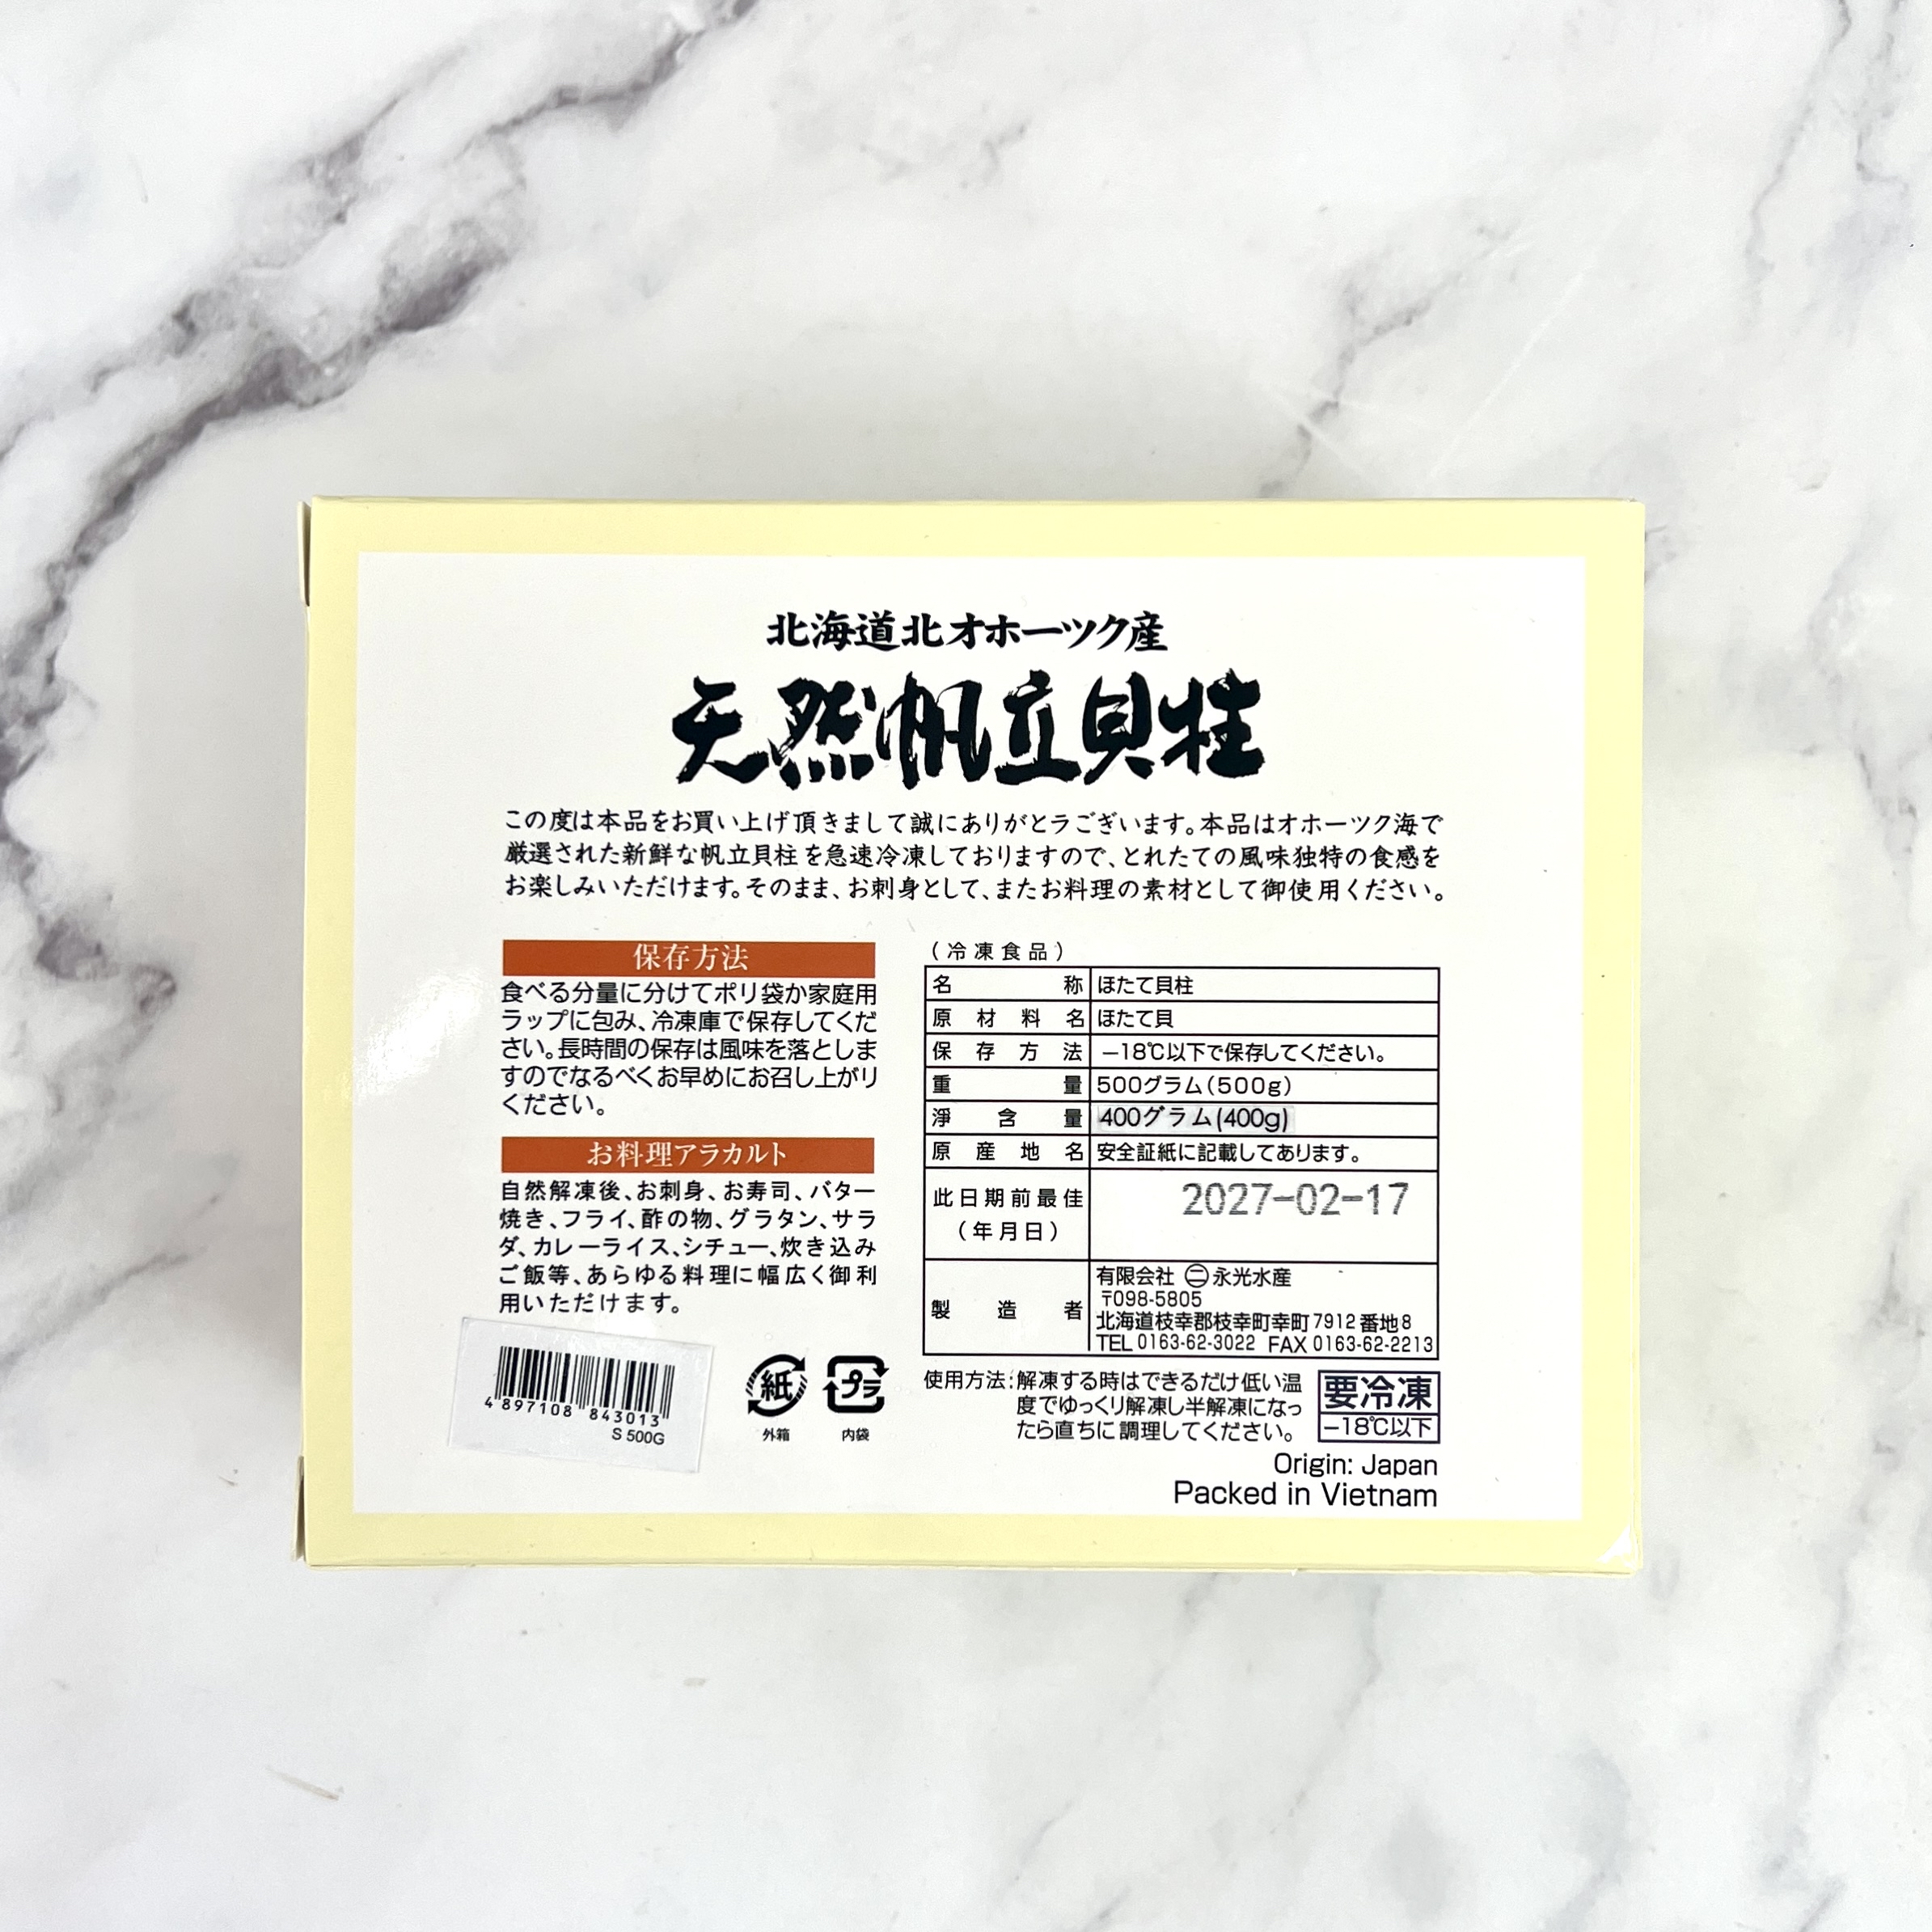 北海道北オホーツク産
天然帆立貝柱
この度は本品をお買い上げ頂きまして誠にありがとラございます。本品はオホーツク海で
厳選された新鮮な帆立貝柱を急速冷凍しておりますので、とれたての風味独特の食感を
お楽しみいただけます。そのまま、お刺身として、またお料理の素材として御使用ください。
保存方法
食べる分量に分けてポリ袋か家庭用
ラップに包み、冷凍庫で保存してくだ
さい。長時間の保存は風味を落としま
すのでなるべくお早めにお召し上がり
ください。
お料理アラカルト
自然解凍後、お刺身、お寿司、バター
焼き、フライ、酢の物、グラタン、サラ
ダ、カレーライス、シチュー、炊き込み
ご飯等、あらゆる料理に幅広く御利
用いただけます。
4 897108 843013
S 500G
紙
外箱
プラ
内袋
(冷凍食品)
名称 ほたて貝柱
原材料名 ほたて貝
保存方法 −18℃以下で保存してください。
重量 500グラム(500g)
淨含量 400グラム(400g)
原産地名 安全証紙に記載してあります。
此日期前最佳
(年月日)
2027-02-17
製造者
有限会社 ㊁ 永光水産
〒098-5805
北海道枝幸郡枝幸町幸町7912番地8
TEL 0163-62-3022 FAX 0163-62-2213
使用方法:解凍する時はできるだけ低い温
度でゆっくり解凍し半解凍になっ
たら直ちに調理してください。
要冷凍
−18℃以下
Origin: Japan
Packed in Vietnam